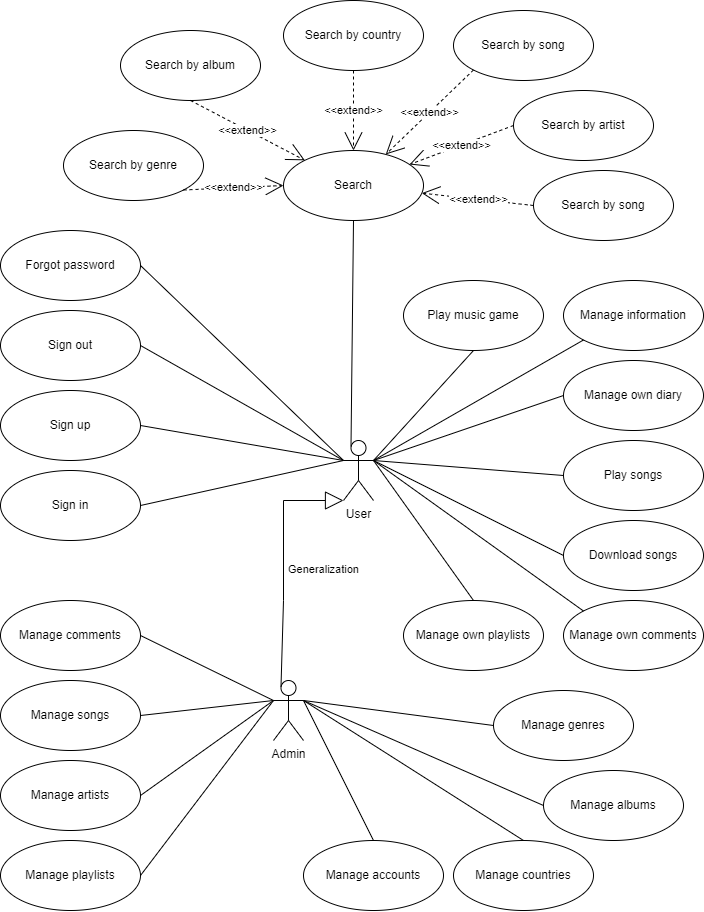 Search by country
Search by song
Search by album
<<extend>>
<<extend>>
Search by artist
<<extend>>
<<extend>>
Search by genre
Search
<<extend>>
<<extend>>
Search by song
Forgot password
Play music game
Manage information
Sign out
Manage own diary
Sign up
Play songs
Sign in
User
Download songs
Generalization
Manage comments
Manage own playlists
Manage own comments
Manage songs
Manage genres
Admin
Manage artists
Manage albums
Manage playlists
Manage accounts
Manage countries